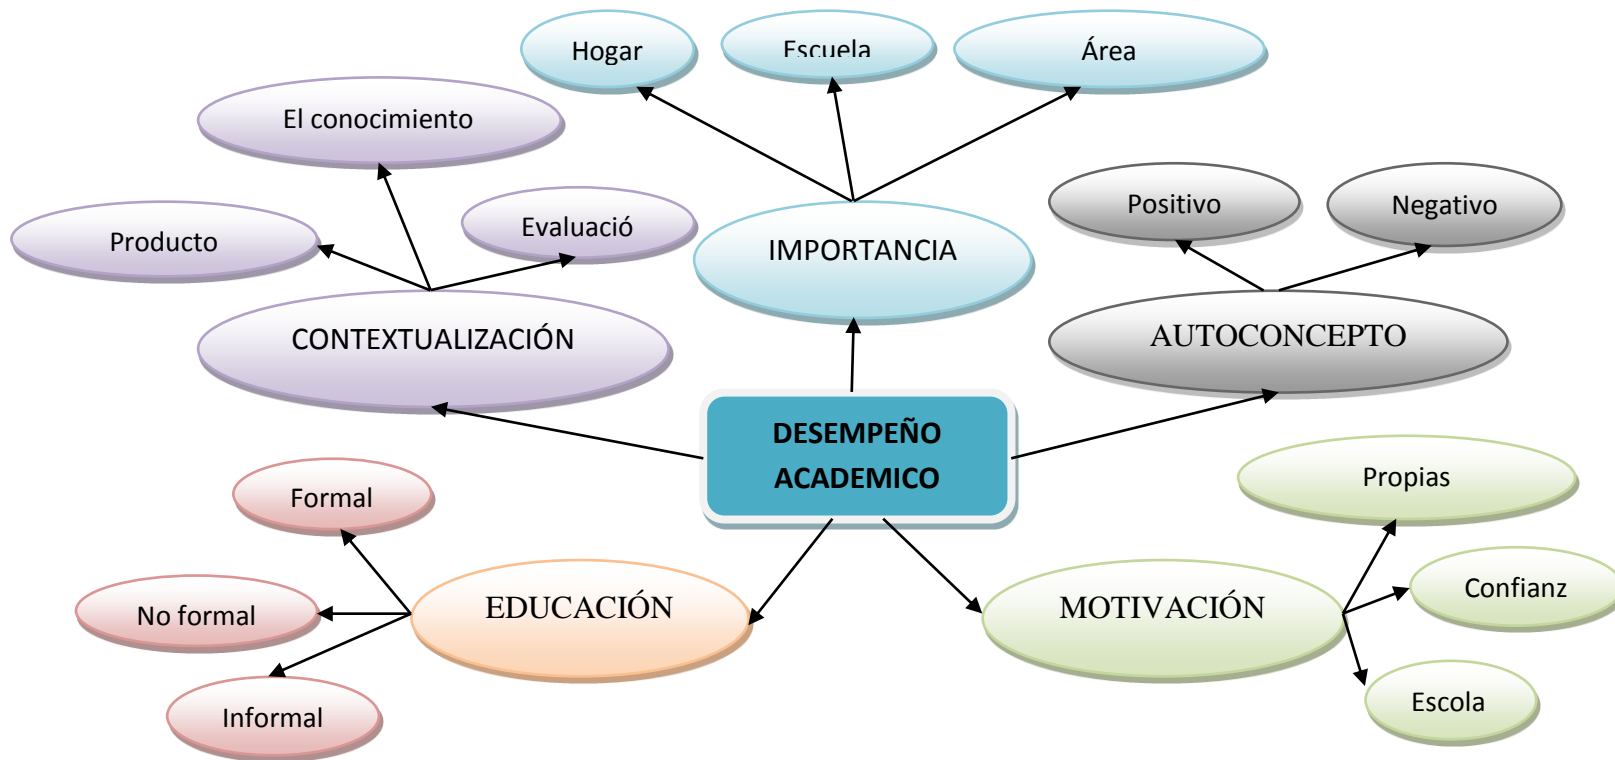 Hogar
Escuela
Área
El conocimiento
Producto
Evaluació
IMPORTANCIA
Positivo
Negativo
CONTEXTUALIZACIÓN
AUTOCONCEPTO
DESEMPEÑO
ACADEMICO
Formal
No formal
Informal
EDUCACIÓN
MOTIVACIÓN
Propias
Confianz
Escola